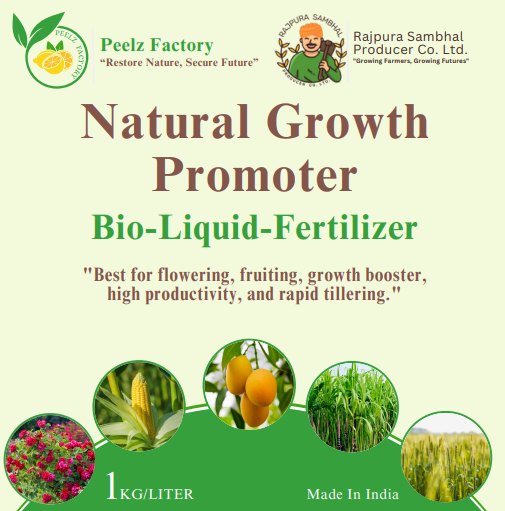 PEELZ FACTORY
Peelz Factory
“Restore Nature, Secure Future”
RAJPURA SAMBHAL
PRODUCER CO. LTD.
Rajpura Sambhal
Producer Co. Ltd.
"Growing Farmers, Growing Futures"
Natural Growth
Promoter
Bio-Liquid-Fertilizer
"Best for flowering, fruiting, growth booster,
high productivity, and rapid tillering."
1KG/LITER
Made In India